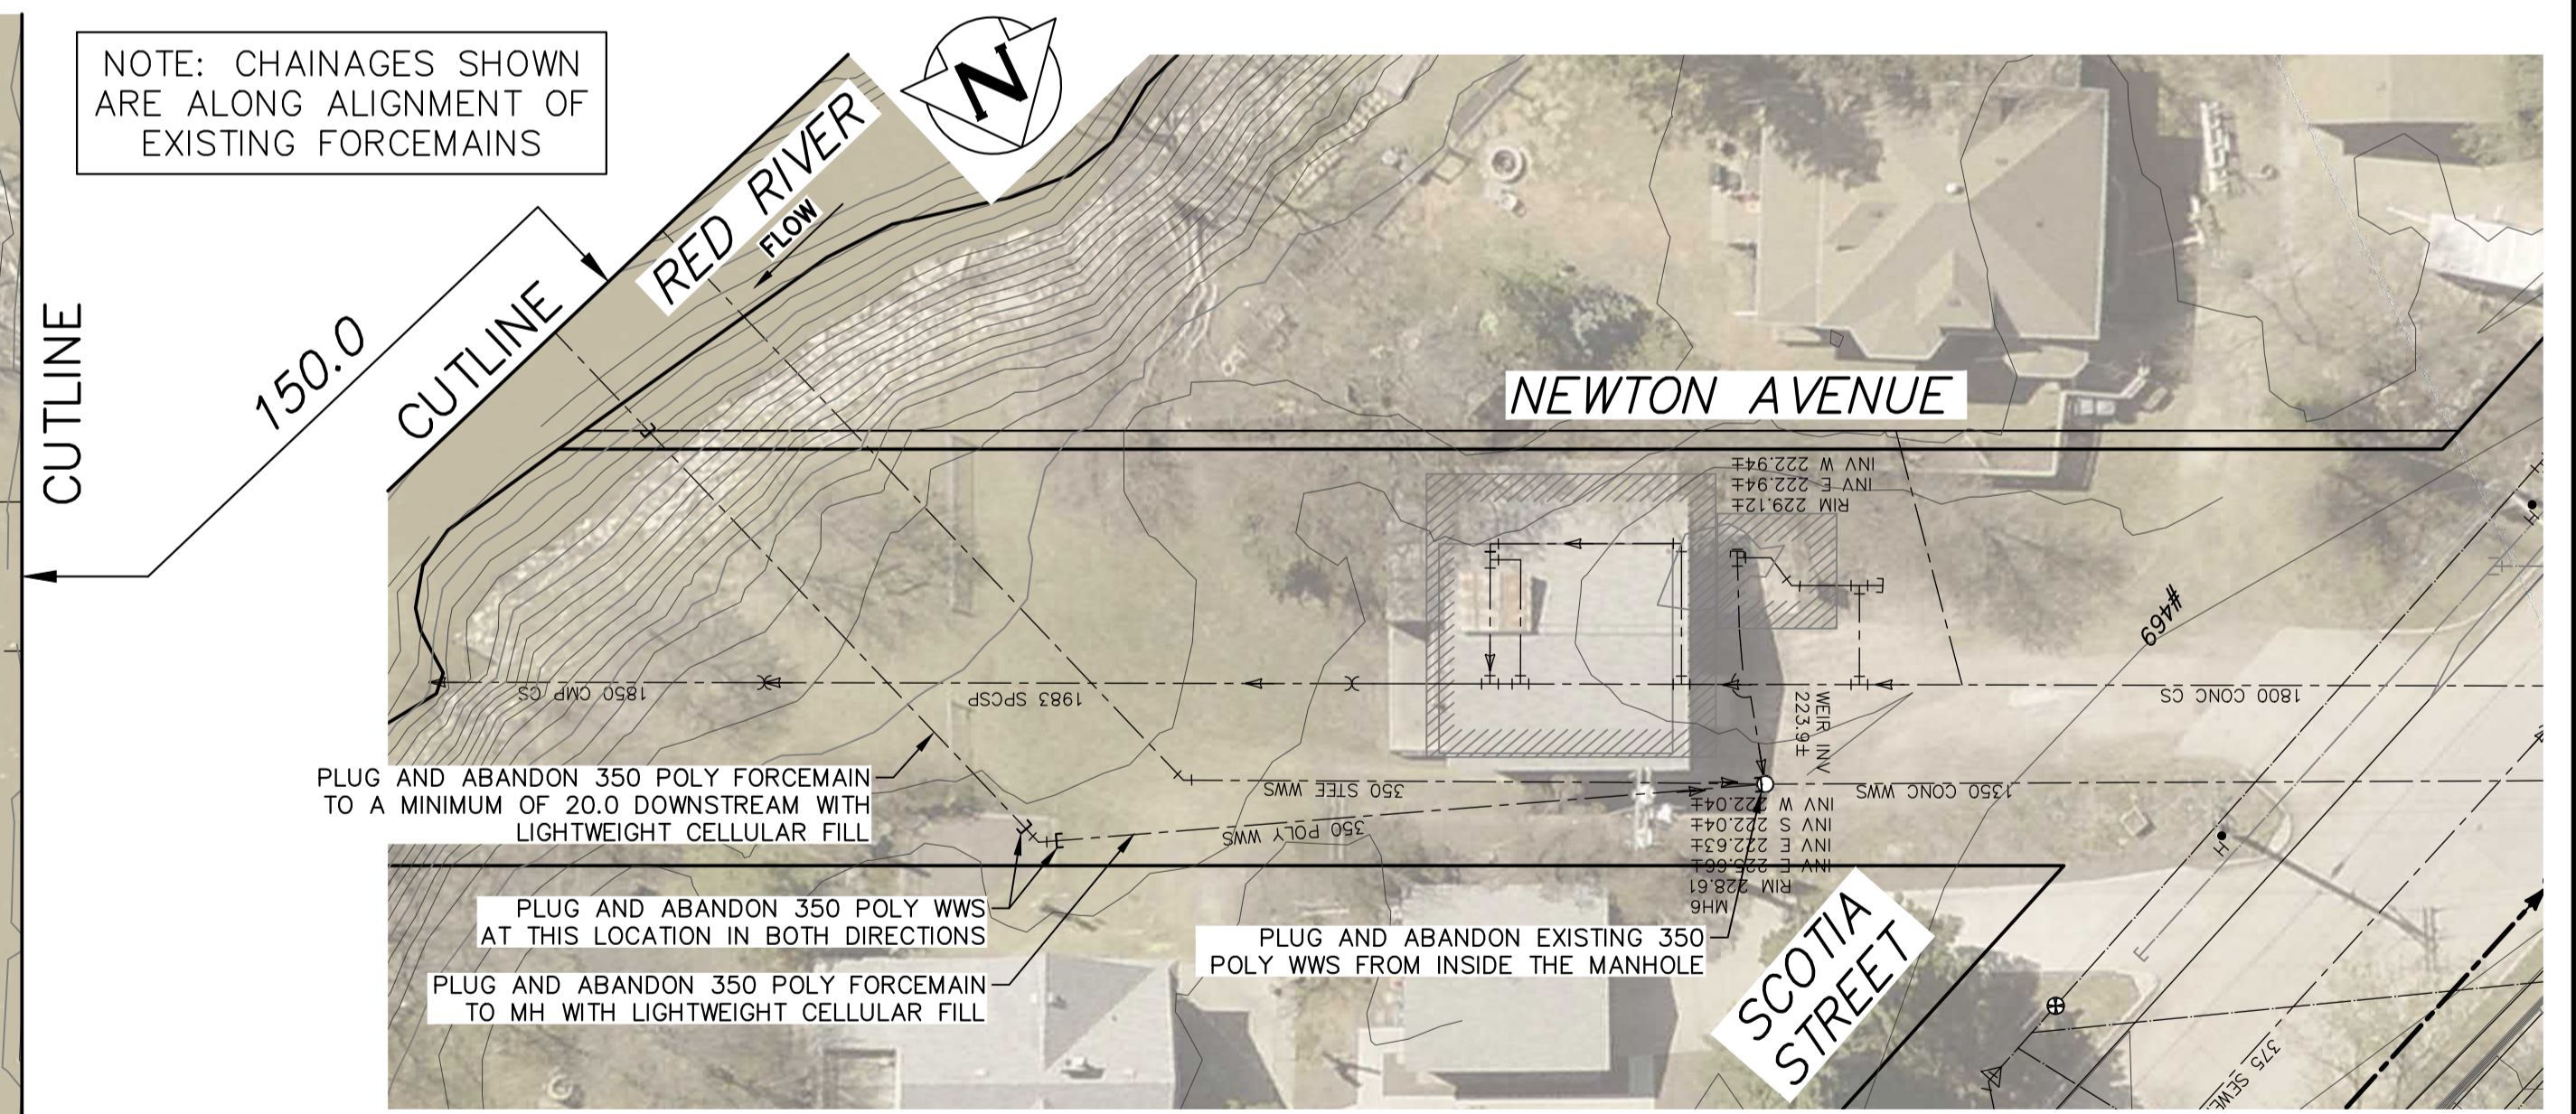 NOTE: CHAINAGES SHOWN
ARE ALONG ALIGNMENT OF
EXISTING FORCEMAINS
N
RED RIVER
FLOW
CUTLINE
150.0
CUTLINE
NEWTON AVENUE
INV W 222.94±
INV E 222.94±
RIM 229.12±
#469
1850 CMP CS
1983 SPCSP
1800 CONC CS
WEIR INV
223.9±
PLUG AND ABANDON 350 POLY FORCEMAIN
TO A MINIMUM OF 20.0 DOWNSTREAM WITH
LIGHTWEIGHT CELLULAR FILL
350 STEE WWS
1350 CONC WWS
350 POLY WWS
INV W 222.04±
INV S 222.04±
INV E 222.63±
INV E 225.66±
RIM 228.61
MH6
PLUG AND ABANDON 350 POLY WWS
AT THIS LOCATION IN BOTH DIRECTIONS
PLUG AND ABANDON EXISTING 350
POLY WWS FROM INSIDE THE MANHOLE
PLUG AND ABANDON 350 POLY FORCEMAIN
TO MH WITH LIGHTWEIGHT CELLULAR FILL
SCOTIA
STREET
H
H
375 SEWE